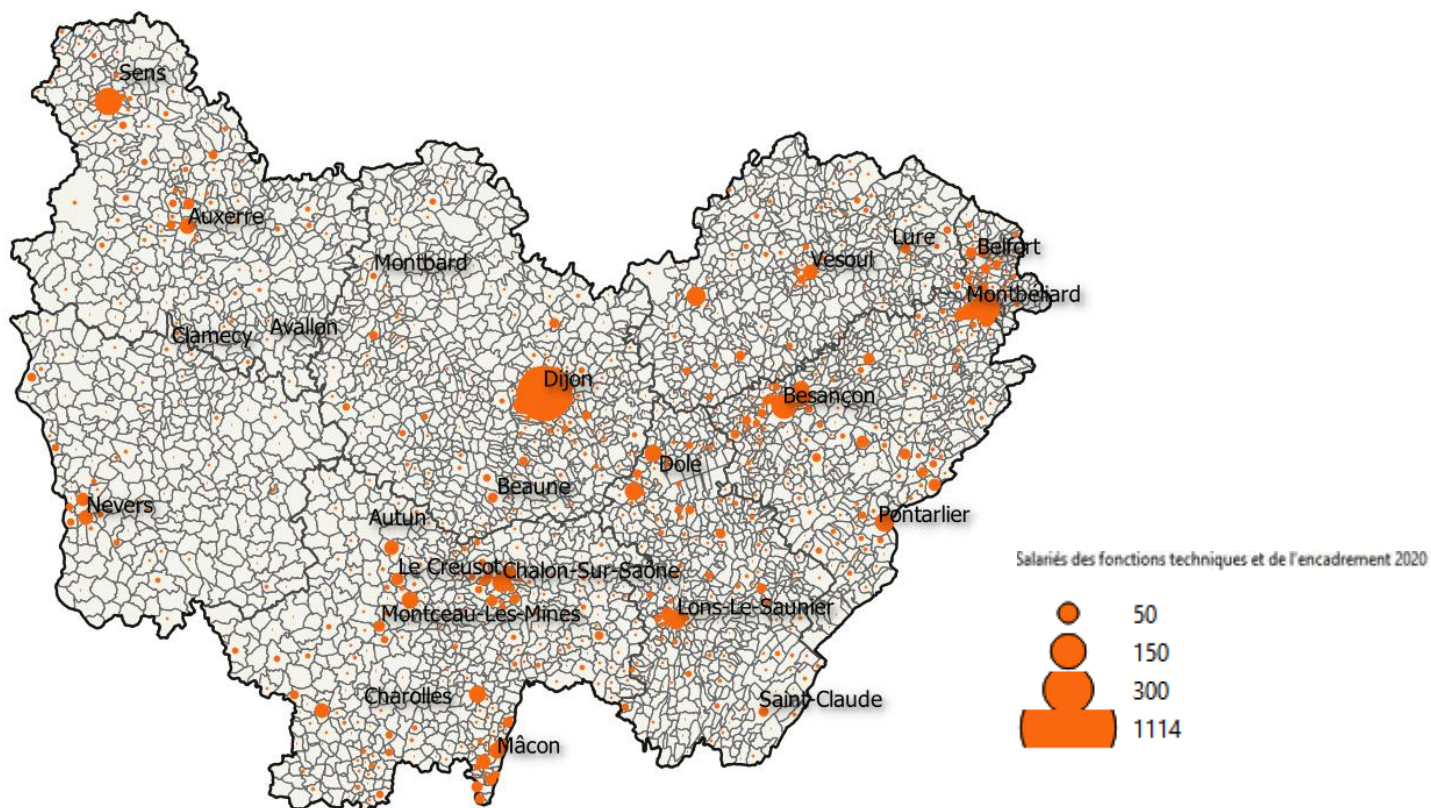 Sens
Auxerre
Montbard
Lure
Belfort
Vesoul
Montbéliard
Clamecy
Avallon
Dijon
Besançon
Dole
Beaune
Nevers
Autun
Pontarlier
Le Creusot
Chalon-Sur-Saône
Montceau-Les-Mines
Lons-Le-Saunier
Charolles
Saint-Claude
Mâcon
Salariés des fonctions techniques et de l'encadrement 2020
50
150
300
1114